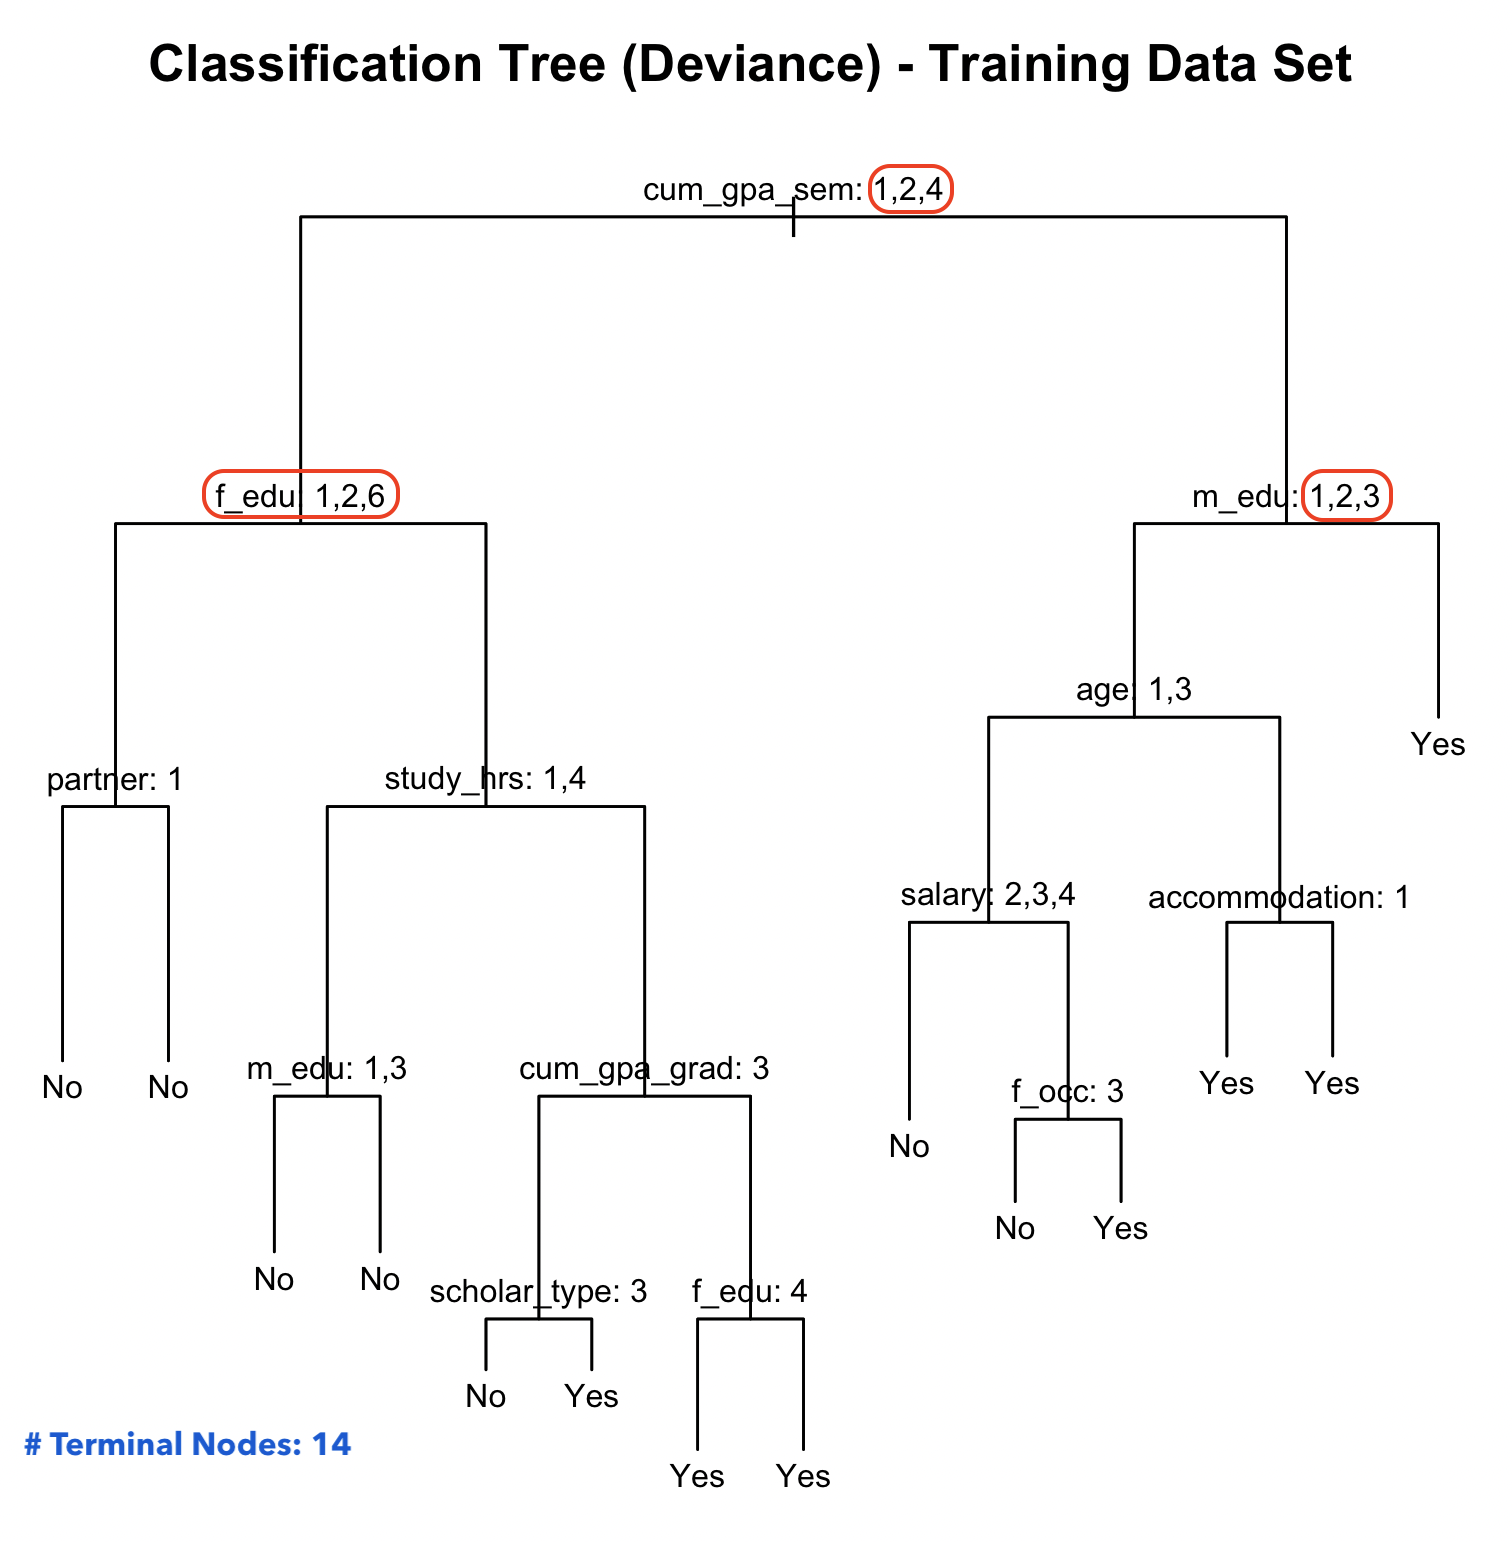 Classification Tree (Deviance) - Training Data Set
cum_gpa_sem: 1,2,4
f_edu: 1,2,6
m_edu: 1,2,3
age: 1,3
Yes
partner: 1
study_hrs: 1,4
salary: 2,3,4
accommodation: 1
No
No
m_edu: 1,3
cum_gpa_grad: 3
f_occ: 3
Yes
Yes
No
No
Yes
No
No
scholar_type: 3
f_edu: 4
No
Yes
# Terminal Nodes: 14
Yes
Yes